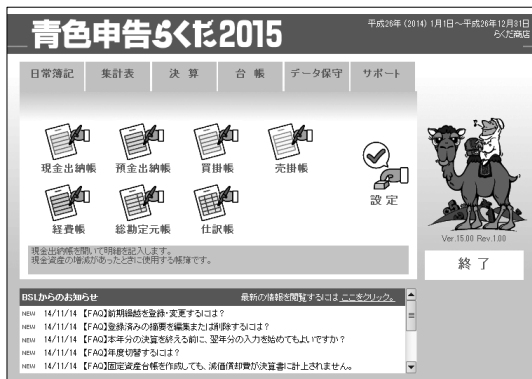 青色申告らくだ2015
平成26年 (2014) 1月1日～平成26年12月31日
らくだ商店
日常簿記 集計表 決 算 台 帳 データ保守 サポート
現金出納帳 預金出納帳 買掛帳 売掛帳
経費帳 総勘定元帳 仕訳帳
設 定
現金出納帳を開いて明細を記入します。
現金資産の増減があったときに使用する帳簿です。
Ver.15.00 Rev.1.00
終 了
BSLからのお知らせ 最新の情報を閲覧するにはここをクリック。
NEW 14/11/14 【FAQ】前期繰越を登録・変更するには？
NEW 14/11/14 【FAQ】登録済みの摘要を編集または削除するには？
NEW 14/11/14 【FAQ】本年分の決算を終える前に、翌年分の入力を始めてもよいですか？
NEW 14/11/14 【FAQ】年度切替するには？
NEW 14/11/14 【FAQ】固定資産台帳を作成しても、減価償却費が決算書に計上されません。